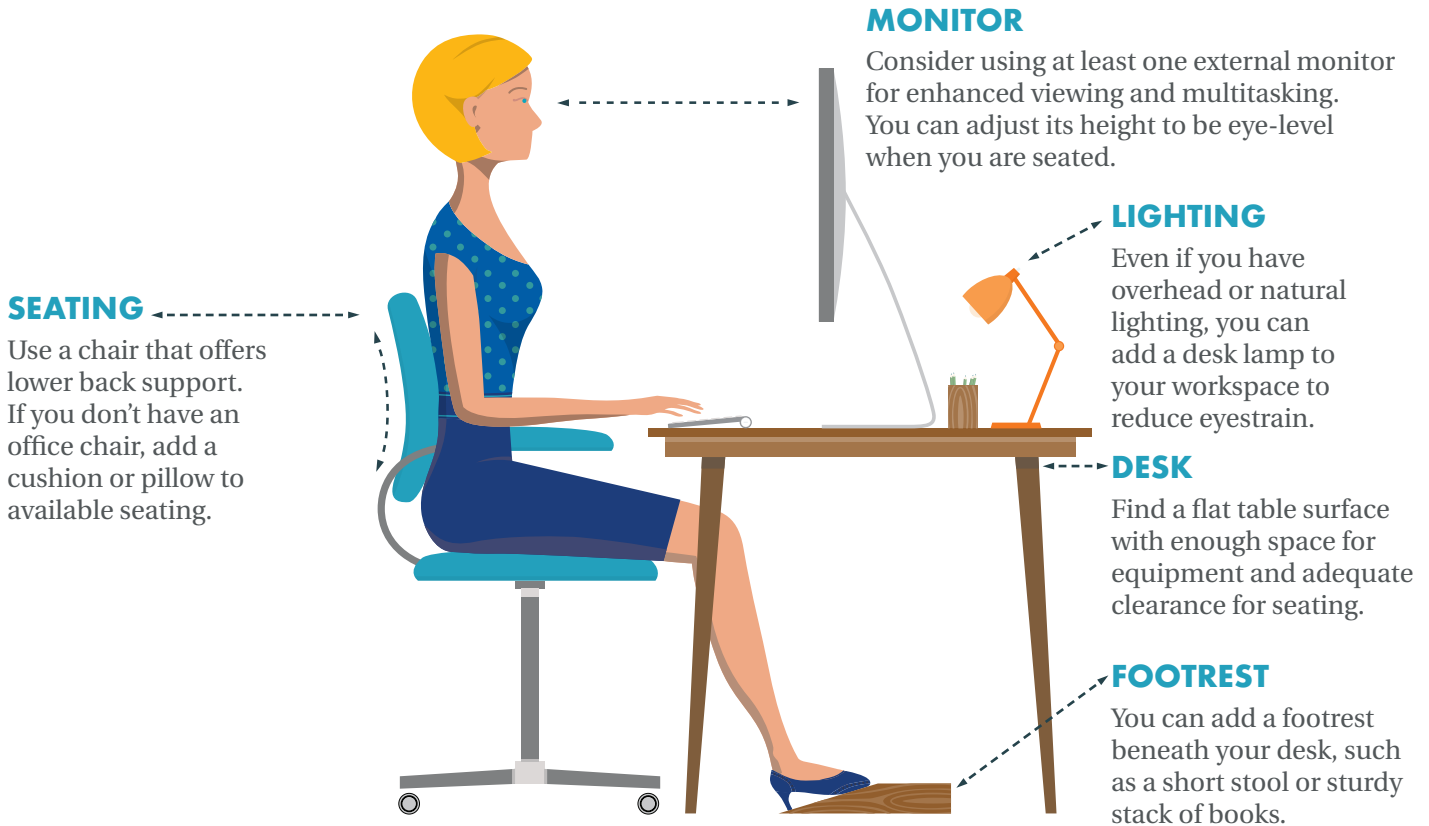 MONITOR
Consider using at least one external monitor
for enhanced viewing and multitasking.
You can adjust its height to be eye-level
when you are seated.
LIGHTING
Even if you have
overhead or natural
lighting, you can
add a desk lamp to
your workspace to
reduce eyestrain.
SEATING
Use a chair that offers
lower back support.
If you don’t have an
office chair, add a
cushion or pillow to
available seating.
DESK
Find a flat table surface
with enough space for
equipment and adequate
clearance for seating.
FOOTREST
You can add a footrest
beneath your desk, such
as a short stool or sturdy
stack of books.